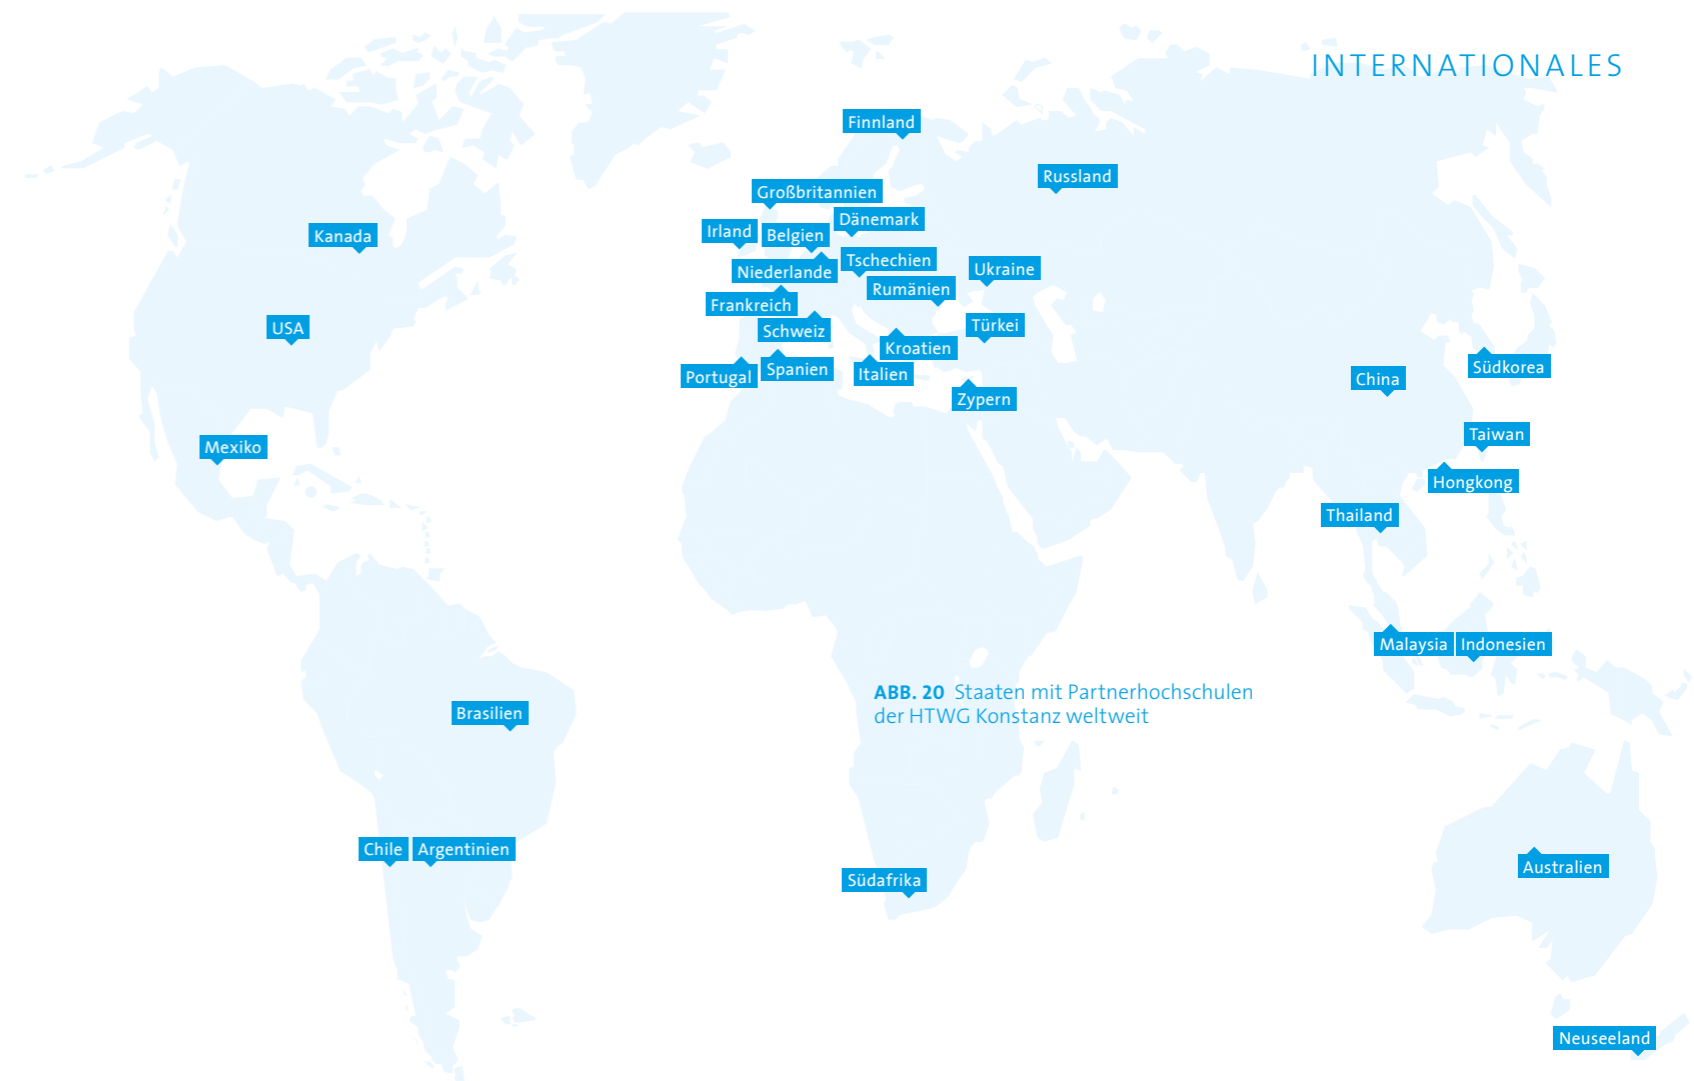 INTERNATIONALES
Finnland
Russland
Großbritannien
Dänemark
Irland
Belgien
Kanada
Tschechien
Niederlande
Ukraine
Rumänien
Frankreich
USA
Schweiz
Türkei
Kroatien
Portugal
Spanien
Italien
Zypern
China
Südkorea
Mexiko
Taiwan
Hongkong
Thailand
Malaysia
Indonesien
ABB. 20 Staaten mit Partnerhochschulen
der HTWG Konstanz weltweit
Brasilien
Chile
Argentinien
Südafrika
Australien
Neuseeland